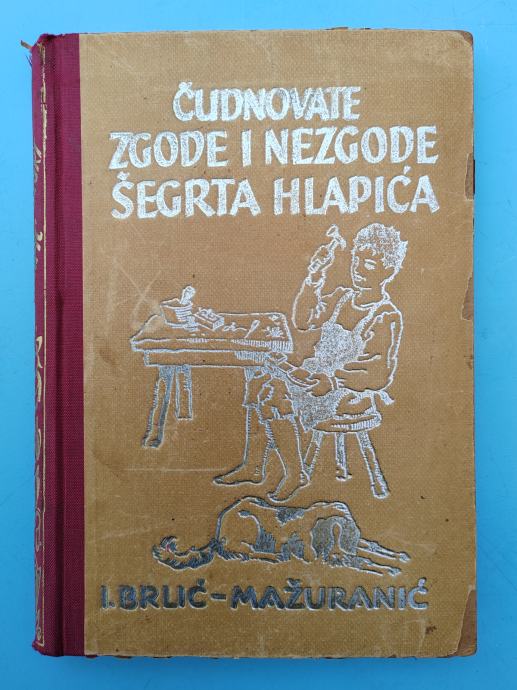 ČUDNOVATE
ZGODE I NEZGODE
ŠEGRTA HLAPIĆA
I. BRLIĆ-MAŽURANIĆ